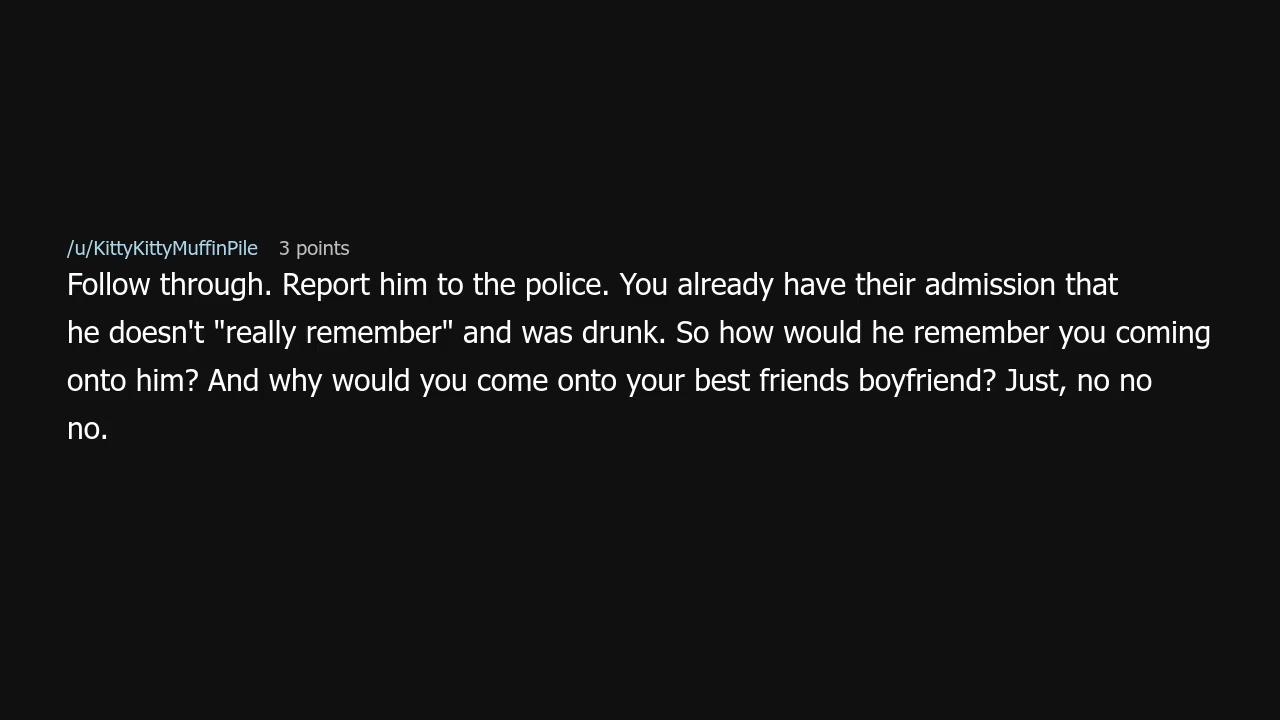 /u/KittyKittyMuffinPile 3 points
Follow through. Report him to the police. You already have their admission that
he doesn't "really remember" and was drunk. So how would he remember you coming
onto him? And why would you come onto your best friends boyfriend? Just, no no
no.